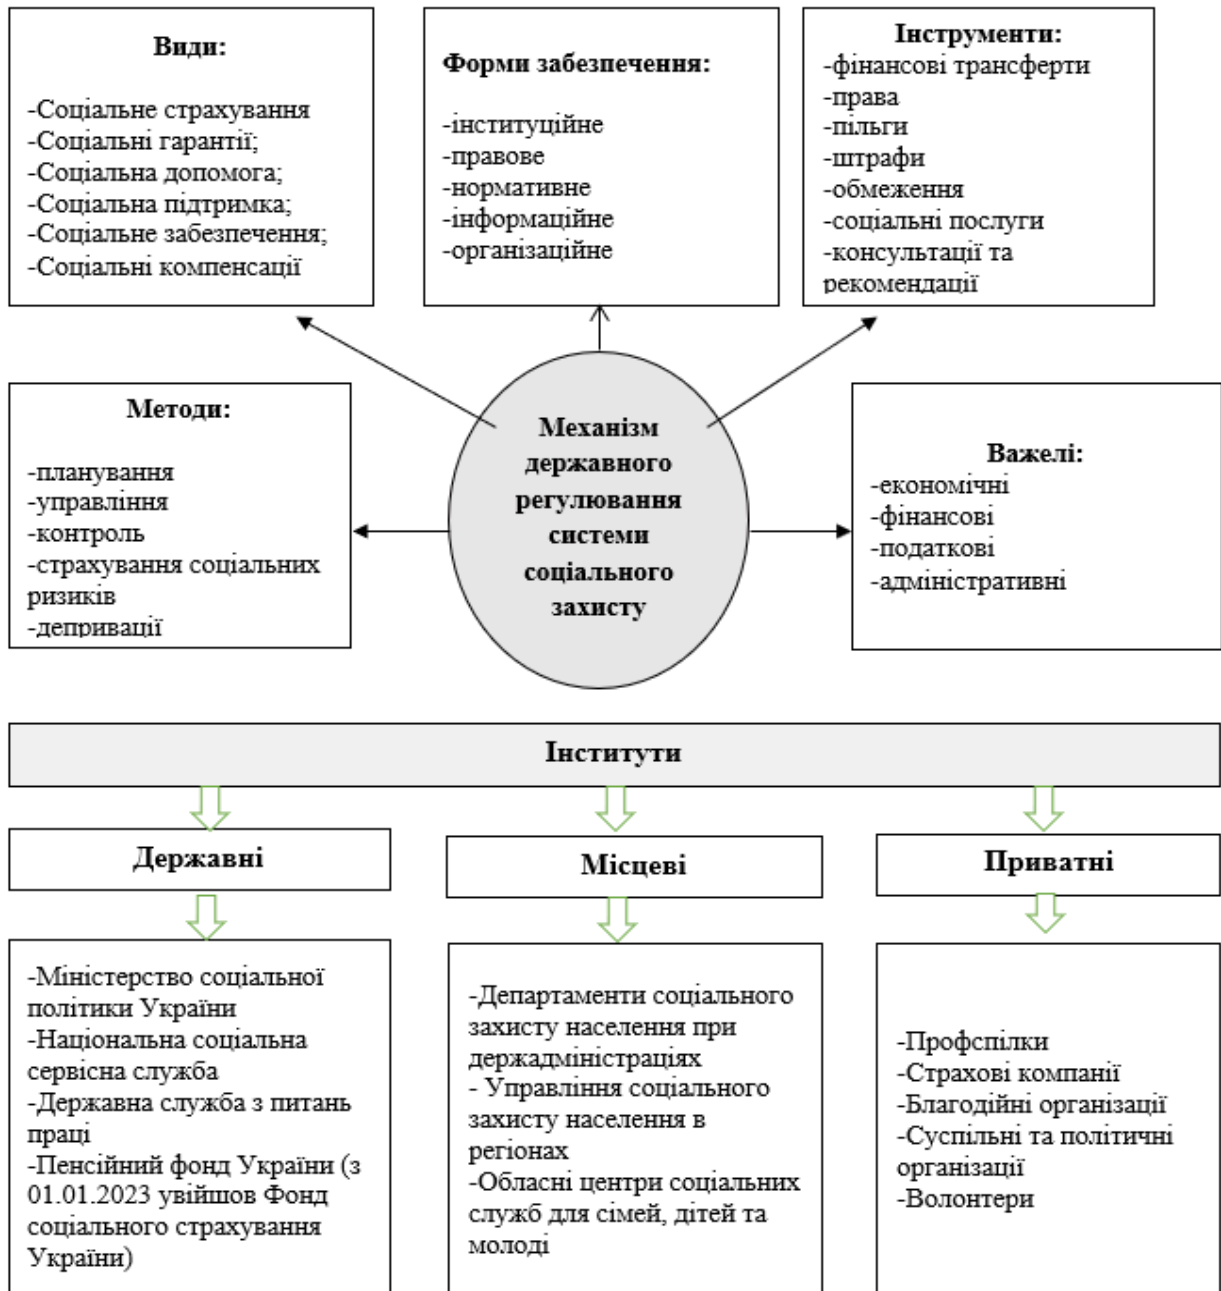 Види:
-Соціальне страхування
-Соціальні гарантії;
-Соціальна допомога;
-Соціальна підтримка;
-Соціальне забезпечення;
-Соціальні компенсації
Форми забезпечення:
-інституційне
-правове
-нормативне
-інформаційне
-організаційне
Інструменти:
-фінансові трансферти
-права
-пільги
-штрафи
-обмеження
-соціальні послуги
-консультації та
рекомендації
Методи:
-планування
-управління
-контроль
-страхування соціальних
ризиків
-депривації
Механізм
державного
регулювання
системи
соціального
захисту
Важелі:
-економічні
-фінансові
-податкові
-адміністративні
Інститути
Державні
Місцеві
Приватні
-Міністерство соціальної
політики України
-Національна соціальна
сервісна служба
-Державна служба з питань
праці
-Пенсійний фонд України (з
01.01.2023 увійшов Фонд
соціального страхування
України)
-Департаменти соціального
захисту населення при
держадміністраціях
- Управління соціального
захисту населення в
регіонах
-Обласні центри соціальних
служб для сімей, дітей та
молоді
-Профспілки
-Страхові компанії
-Благодійні організації
-Суспільні та політичні
організації
-Волонтери